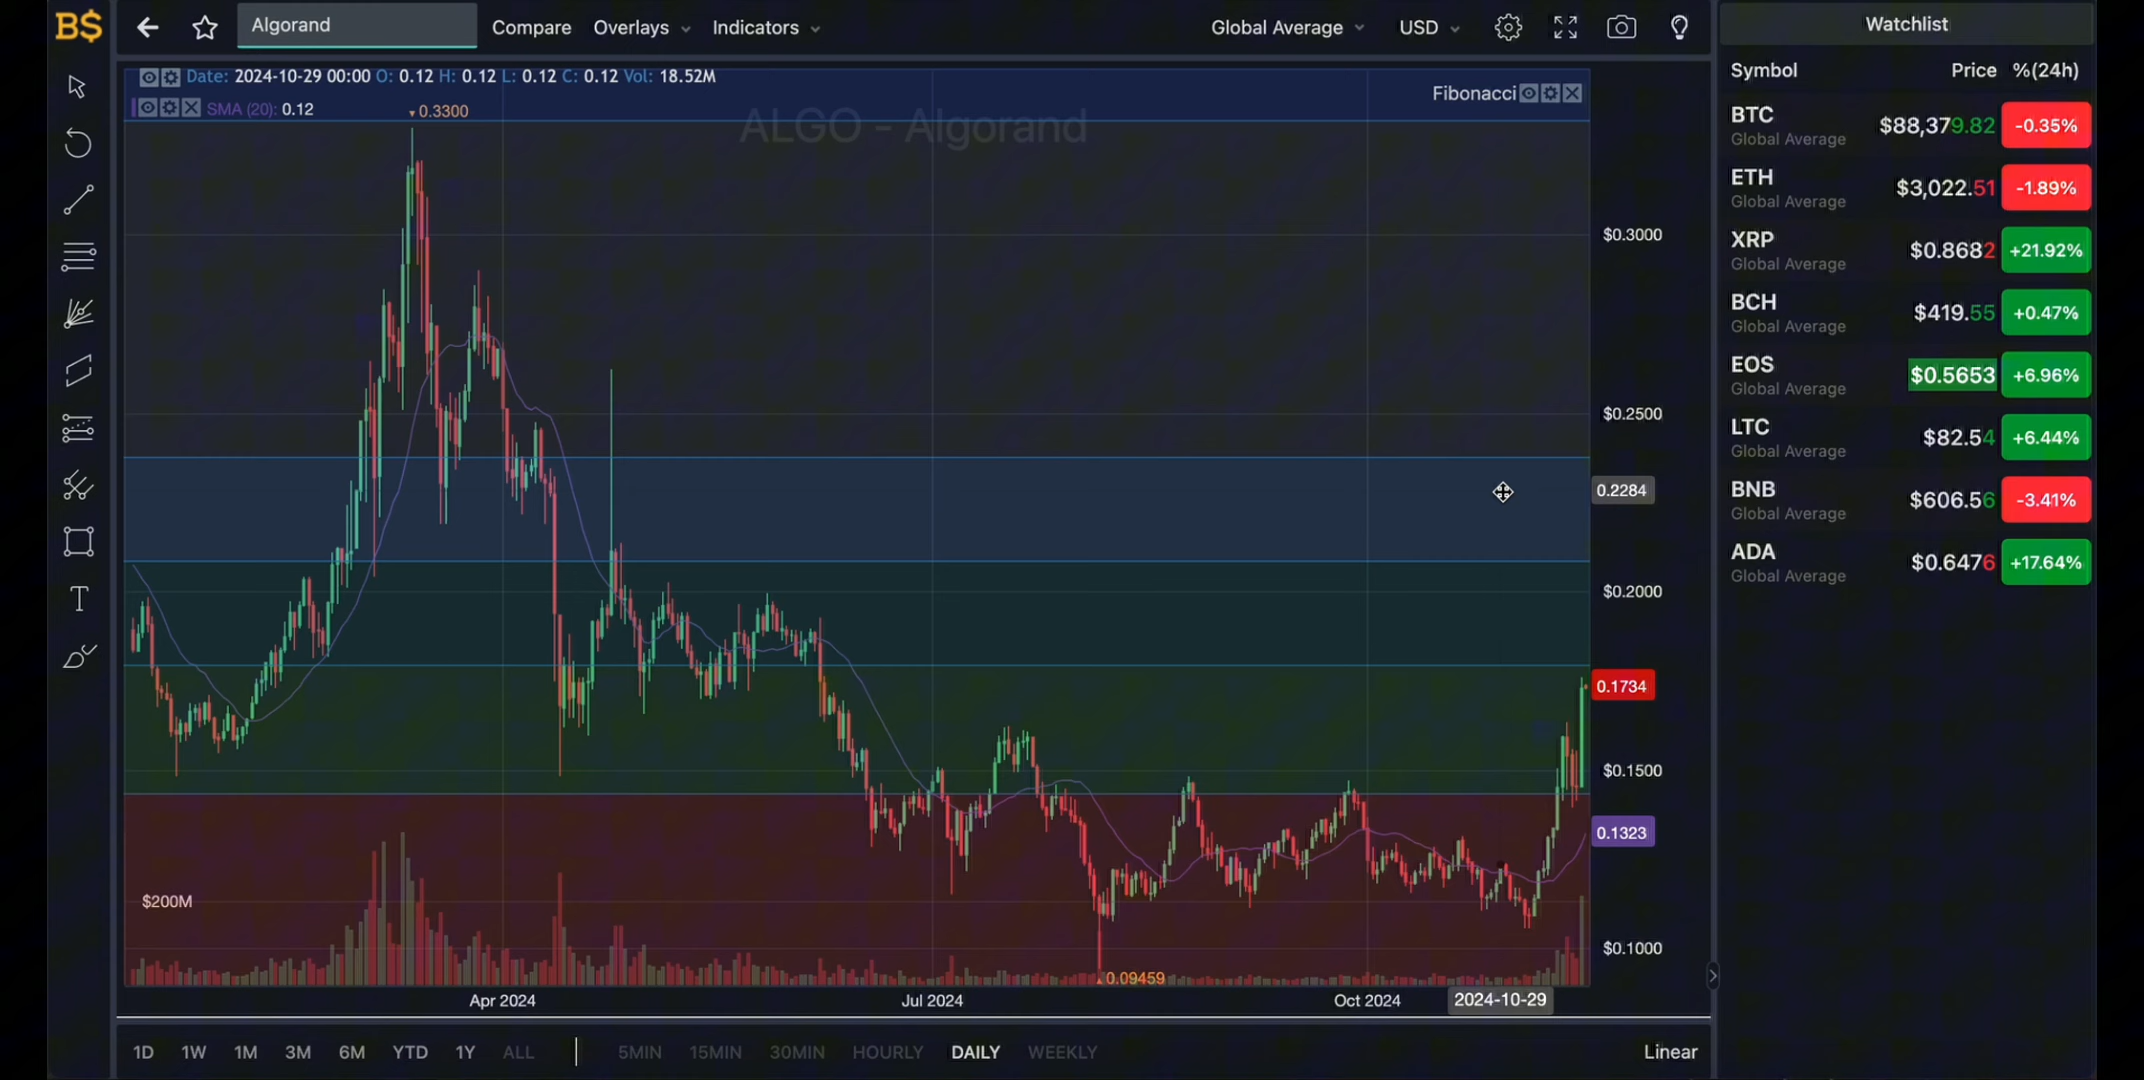 B$
Algorand
Compare
Overlays
Indicators
Global Average
USD
Date: 2024-10-29 00:00 O: 0.12 H: 0.12 L: 0.12 C: 0.12 Vol: 18.52M
SMA (20): 0.12
0.3300
ALGO - Algorand
Fibonacci
$0.3000
$0.2500
0.2284
$0.2000
0.1734
$0.1500
0.1323
$0.1000
$200M
0.09459
Apr 2024
Jul 2024
Oct 2024
2024-10-29
1D
1W
1M
3M
6M
YTD
1Y
ALL
5MIN
15MIN
30MIN
HOURLY
DAILY
WEEKLY
Linear
Watchlist
Symbol Price %(24h)
BTC $88,379.82 -0.35%
Global Average
ETH $3,022.51 -1.89%
Global Average
XRP $0.8682 +21.92%
Global Average
BCH $419.55 +0.47%
Global Average
EOS $0.5653 +6.96%
Global Average
LTC $82.54 +6.44%
Global Average
BNB $606.56 -3.41%
Global Average
ADA $0.6476 +17.64%
Global Average
T